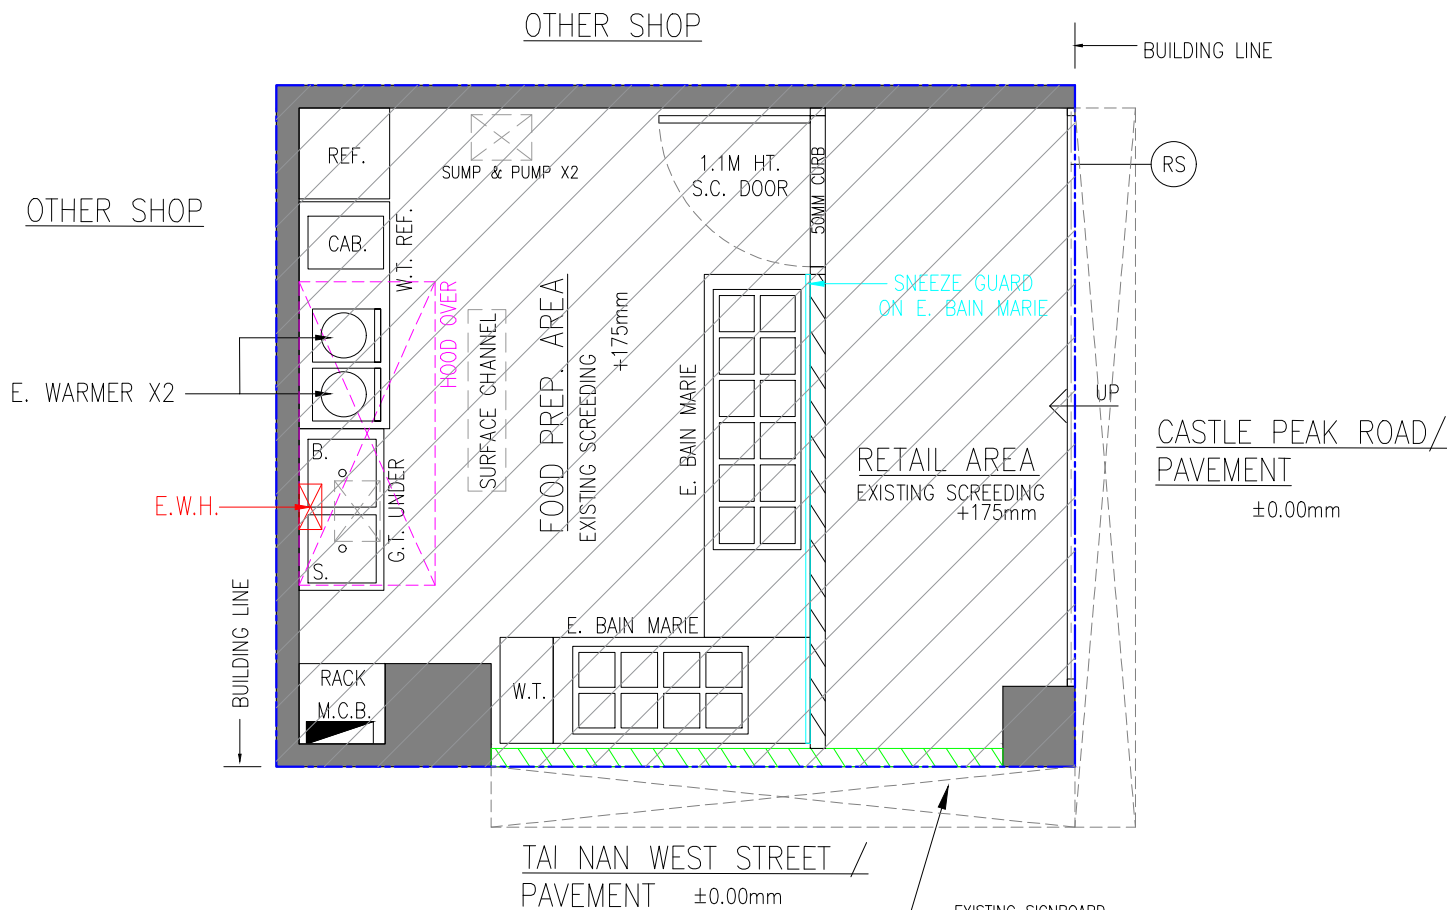 OTHER SHOP
BUILDING LINE
REF.
SUMP & PUMP X2
1.1M HT.
S.C. DOOR
50MM CURB
RS
OTHER SHOP
CAB.
W.T. REF.
SNEEZE GUARD
ON E. BAIN MARIE
HOOD OVER
SURFACE CHANNEL
FOOD PREP. AREA
EXISTING SCREEDING
+175mm
E. WARMER X2
E. BAIN MARIE
UP
CASTLE PEAK ROAD/
PAVEMENT
±0.00mm
RETAIL AREA
EXISTING SCREEDING
+175mm
B.
E.W.H.
G.T. UNDER
S.
BUILDING LINE
E. BAIN MARIE
RACK
M.C.B.
W.T.
TAI NAN WEST STREET /
PAVEMENT ±0.00mm
EXISTING SIGNBOARD